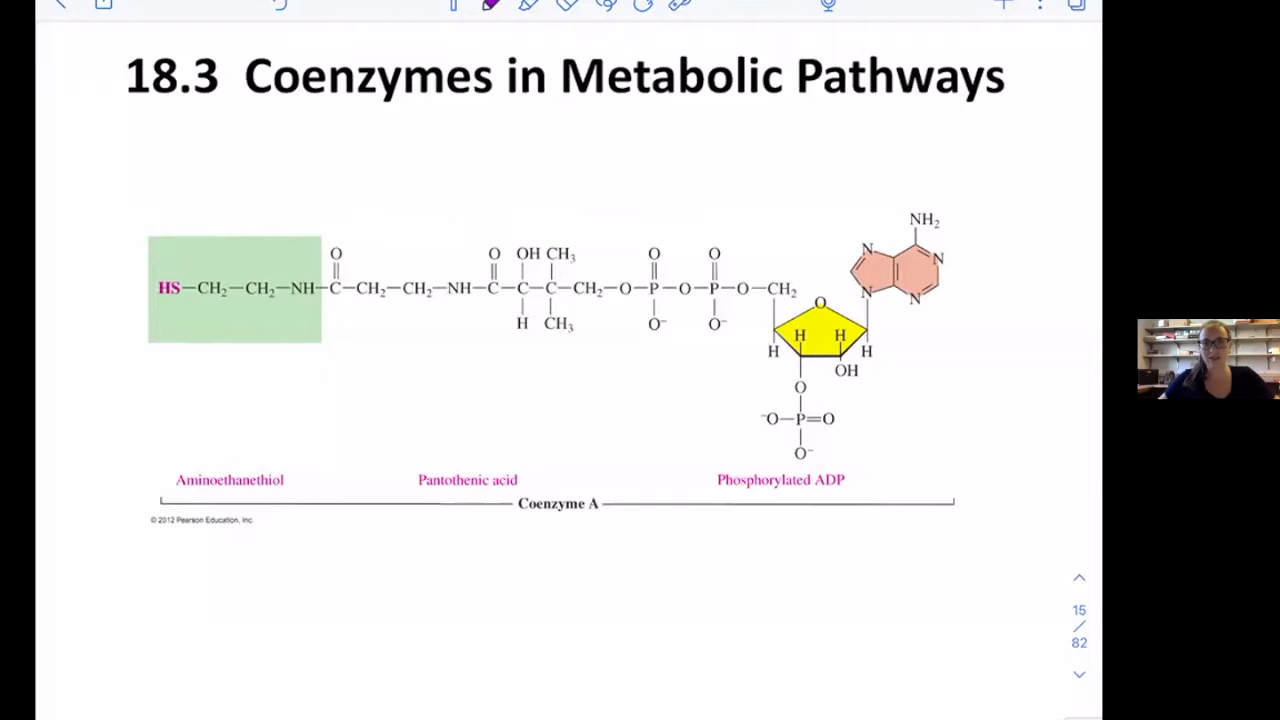 18.3 Coenzymes in Metabolic Pathways
NH₂
O O OH CH₃ O O N N
HS—CH₂—CH₂—NH—C—CH₂—CH₂—NH—C—C—C—CH₂—O—P—O—P—O—CH₂ N N
O
H CH₃ O⁻ O⁻
H H
H H
OH
O
⁻O—P=O
O⁻
Aminoethanethiol Pantothenic acid Phosphorylated ADP
Coenzyme A
© 2012 Pearson Education, Inc.
15
/
82